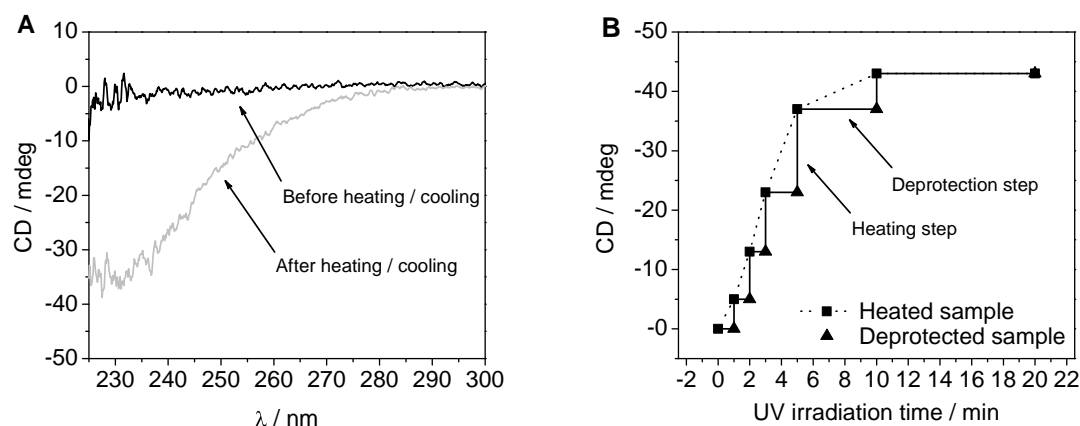 A
10
0
-10
-20
-30
-40
-50
CD / mdeg
Before heating / cooling
After heating / cooling
230 240 250 260 270 280 290 300
λ / nm
B
-50
-40
-30
-20
-10
-0
CD / mdeg
Deprotection step
Heating step
Heated sample
Deprotected sample
-2 0 2 4 6 8 10 12 14 16 18 20 22
UV irradiation time / min